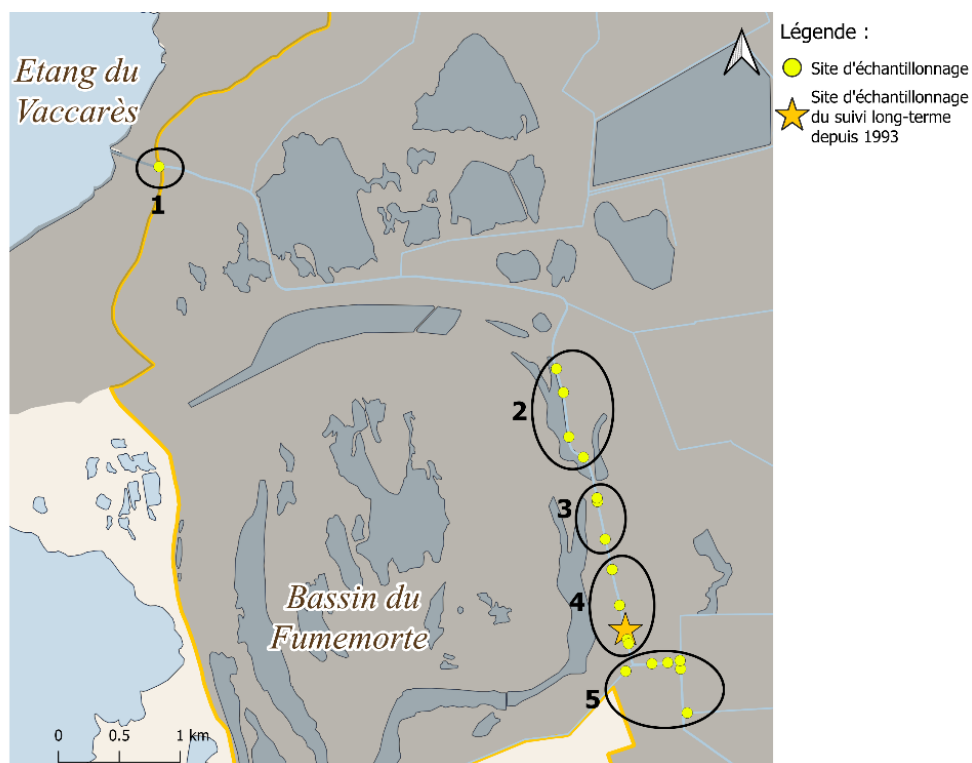 Etang du
Vaccarès
1
2
3
4
5
Bassin du
Fumemorte
0 0.5 1 km
Légende :
Site d'échantillonnage
Site d'échantillonnage
du suivi long-terme
depuis 1993